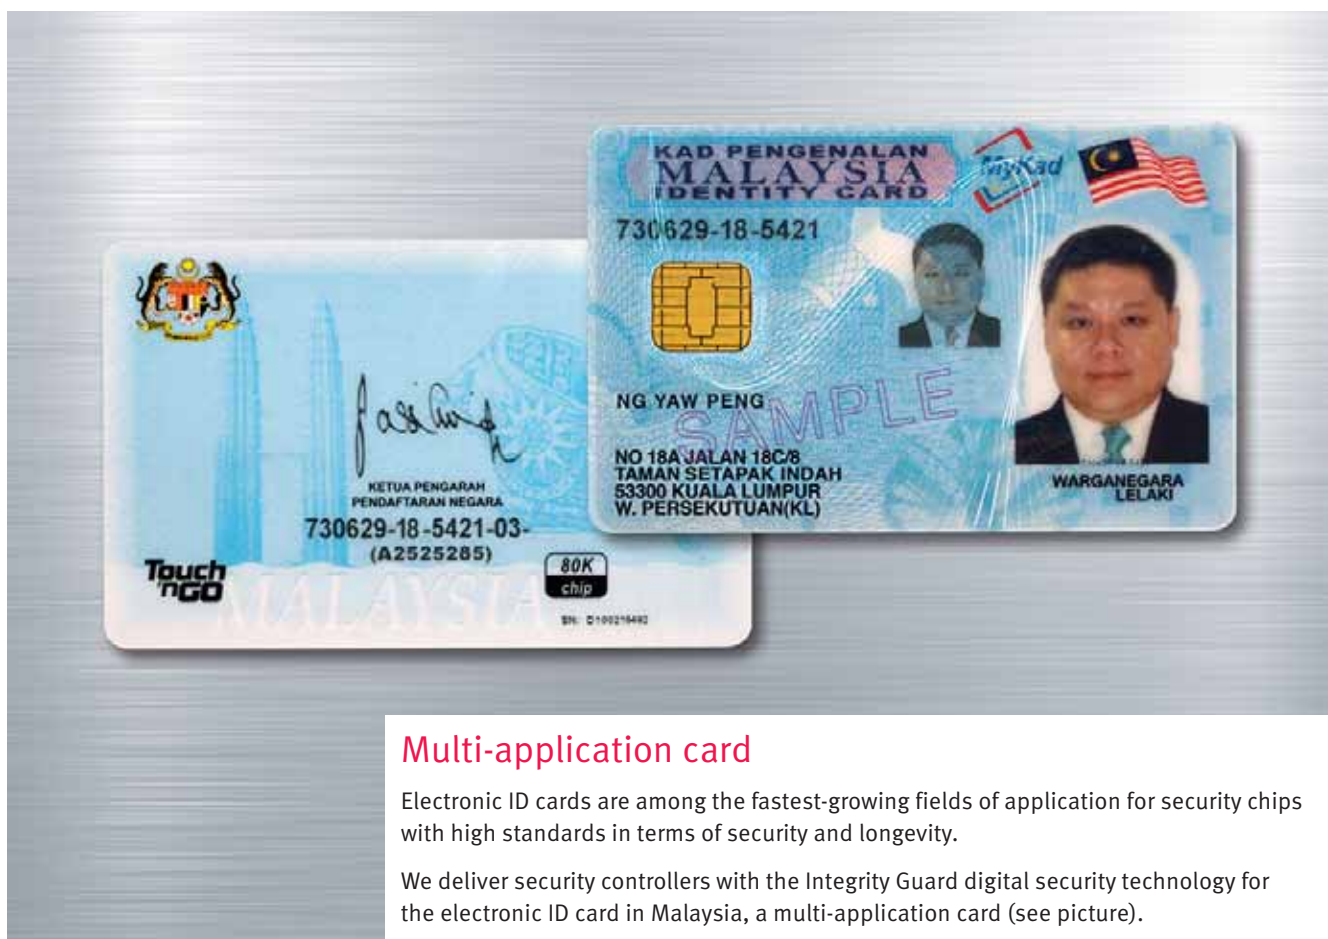 KAD PENGENALAN
MALAYSIA
IDENTITY CARD
MyKad
730629-18-5421
SAMPLE
NG YAW PENG
NO 18A JALAN 18C/8
TAMAN SETAPAK INDAH
53300 KUALA LUMPUR
W. PERSEKUTUAN(KL)
WARGANEGARA
LELAKI
KETUA PENGARAH
PENDAFTARAN NEGARA
730629-18-5421-03-
(A2525285)
Touch
'nGO
80K
chip
MALAYSIA
Multi-application card
Electronic ID cards are among the fastest-growing fields of application for security chips
with high standards in terms of security and longevity.
We deliver security controllers with the Integrity Guard digital security technology for
the electronic ID card in Malaysia, a multi-application card (see picture).